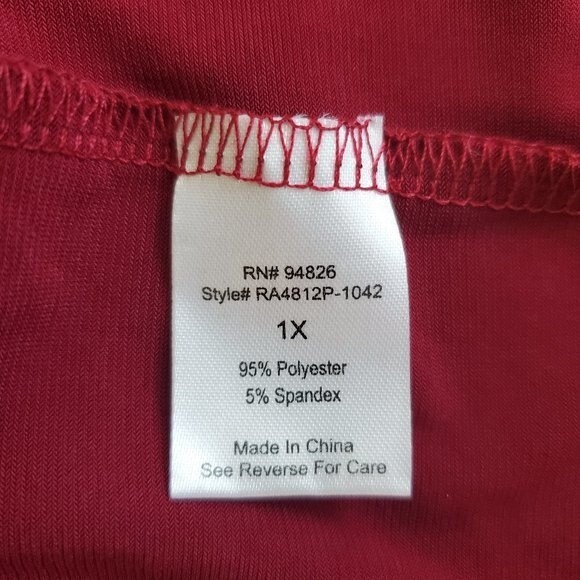 RN# 94826
Style# RA4812P-1042
1X
95% Polyester
5% Spandex
Made In China
See Reverse For Care